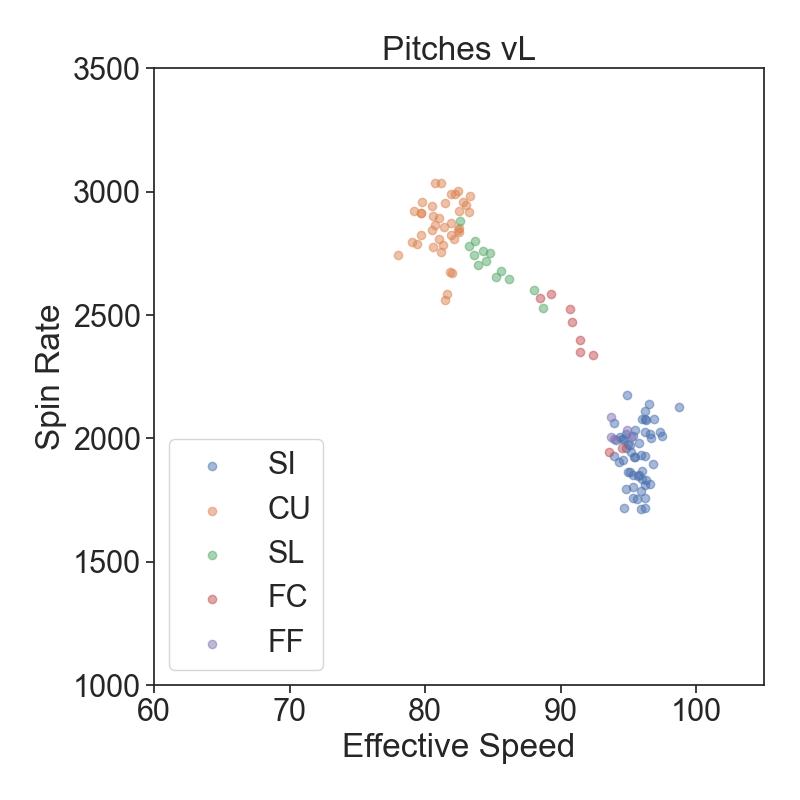 Pitches vL
3500
3000
2500
2000
1500
1000
Spin Rate
SI
CU
SL
FC
FF
60 70 80 90 100
Effective Speed